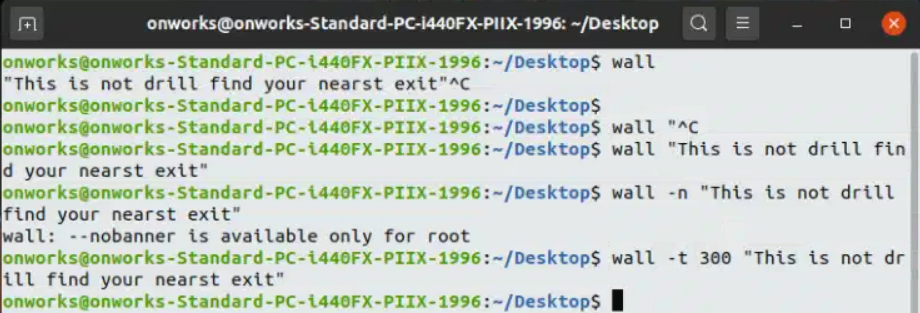 onworks@onworks-Standard-PC-i440FX-PIIX-1996: ~/Desktop
onworks@onworks-Standard-PC-i440FX-PIIX-1996:~/Desktop$ wall
"This is not drill find your nearst exit"^C
onworks@onworks-Standard-PC-i440FX-PIIX-1996:~/Desktop$
onworks@onworks-Standard-PC-i440FX-PIIX-1996:~/Desktop$ wall "^C
onworks@onworks-Standard-PC-i440FX-PIIX-1996:~/Desktop$ wall "This is not drill fin
d your nearst exit"
onworks@onworks-Standard-PC-i440FX-PIIX-1996:~/Desktop$ wall -n "This is not drill
find your nearst exit"
wall: --nobanner is available only for root
onworks@onworks-Standard-PC-i440FX-PIIX-1996:~/Desktop$ wall -t 300 "This is not dr
ill find your nearst exit"
onworks@onworks-Standard-PC-i440FX-PIIX-1996:~/Desktop$